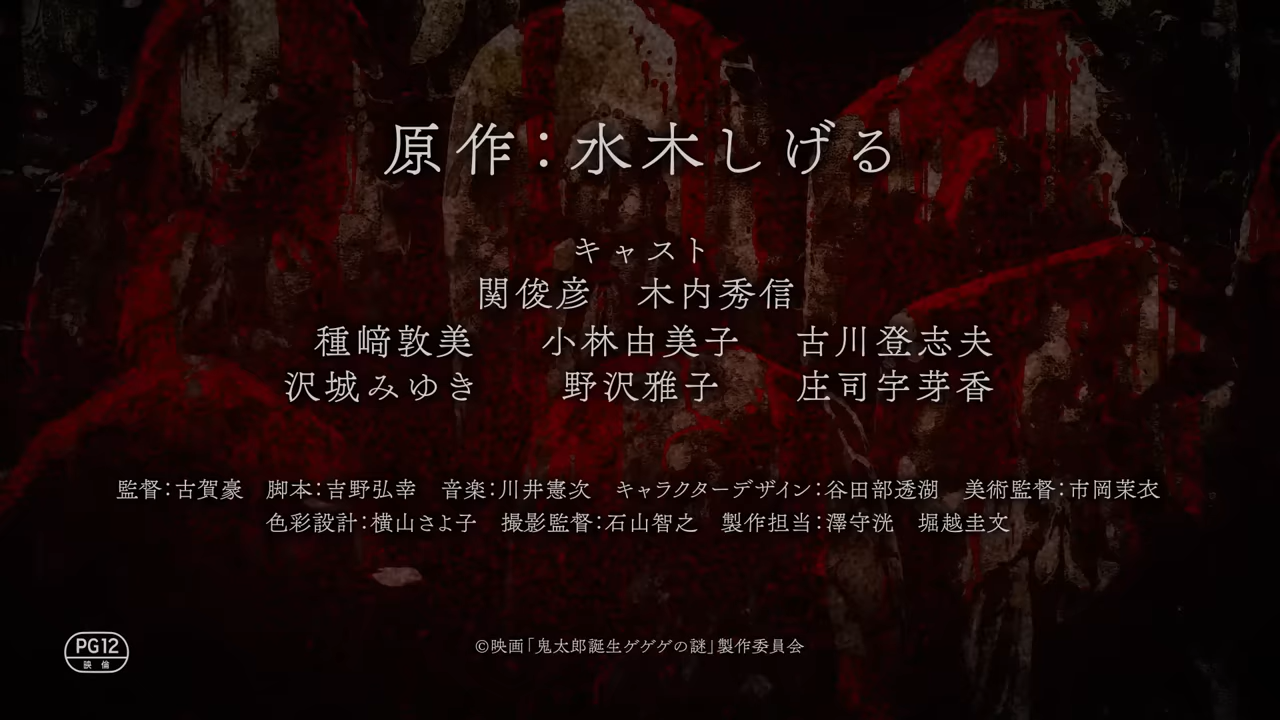 原作：水木しげる
キャスト
関俊彦　木内秀信
種﨑敦美　小林由美子　古川登志夫
沢城みゆき　野沢雅子　庄司宇芽香
監督：古賀豪　脚本：吉野弘幸　音楽：川井憲次　キャラクターデザイン：谷田部透湖　美術監督：市岡茉衣
色彩設計：横山さよ子　撮影監督：石山智之　製作担当：澤守洸　堀越圭文
©映画「鬼太郎誕生ゲゲゲの謎」製作委員会
PG12
映倫